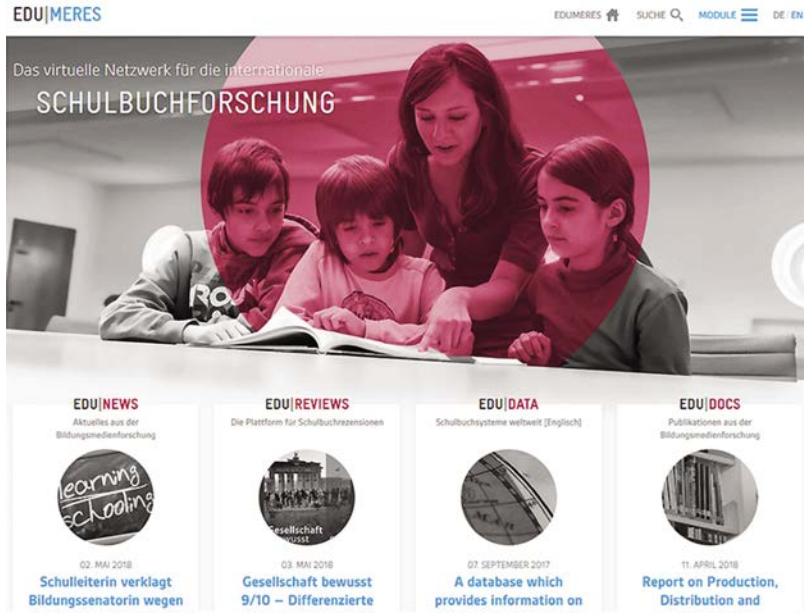 EDU|MERES
EDUMERES SUCHE MODULE DE/EN
Das virtuelle Netzwerk für die internationale
SCHULBUCHFORSCHUNG
RO
EDU|NEWS
Aktuelles aus der
Bildungsmedienforschung
learning
schooling
02. MAI 2018
Schulleiterin verklagt
Bildungssenatorin wegen
EDU|REVIEWS
Die Plattform für Schulbuchrezensionen
Gesellschaft
wusst
03. MAI 2018
Gesellschaft bewusst
9/10 – Differenzierte
EDU|DATA
Schulbuchsysteme weltweit [Englisch]
07. SEPTEMBER 2017
A database which
provides information on
EDU|DOCS
Publikationen aus der
Bildungsmedienforschung
11. APRIL 2018
Report on Production,
Distribution and